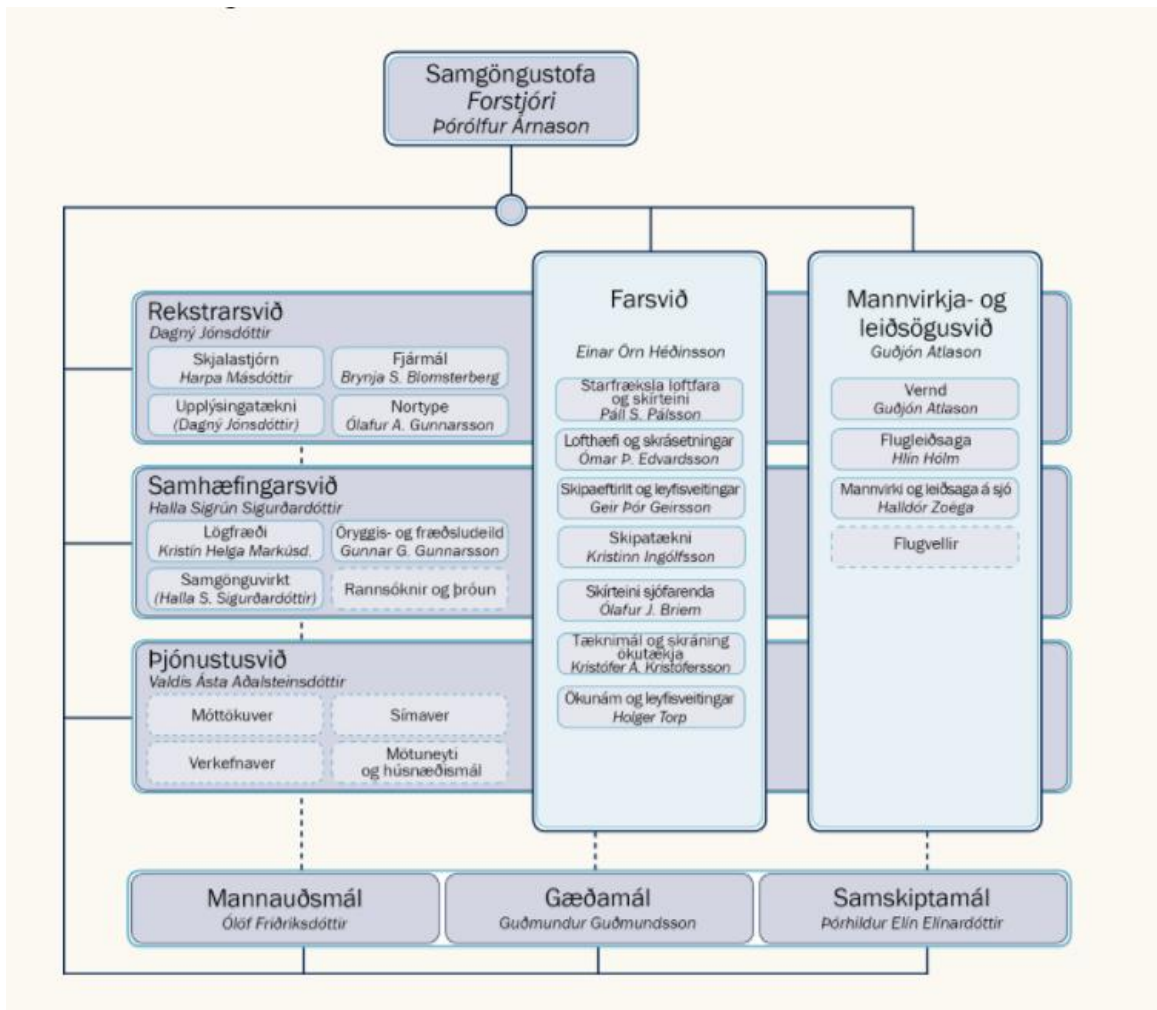 Samgöngustofa
Forstjóri
Þórólfur Árnason
Rekstrarsvið
Dagný Jónsdóttir
Skjalastjórn
Harpa Másdóttir
Fjármál
Brynja S. Blomsterberg
Upplýsingatækni
(Dagný Jónsdóttir)
Nortype
Ólafur A. Gunnarsson
Samhæfingarsvið
Halla Sigrún Sigurðardóttir
Lögfræði
Kristín Helga Markúsd.
Öryggis- og fræðsludeild
Gunnar G. Gunnarsson
Samgönguvirkt
(Halla S. Sigurðardóttir)
Rannsóknir og þróun
Þjónustusvið
Valdís Ásta Aðalsteinsdóttir
Móttökuver
Símaver
Verkefnaver
Mötuneyti
og húsnæðismál
Farsvið
Einar Örn Héðinsson
Starfræksla loftfara
og skírteini
Páll S. Pálsson
Lofthæfi og skrásetningar
Ómar Þ. Edvardsson
Skipaeftirlit og leyfisveitingar
Geir Þór Geirsson
Skipatækni
Kristinn Ingólfsson
Skírteini sjófarenda
Ólafur J. Briem
Tæknimál og skráning
ökutækja
Kristófer Á. Kristófersson
Ökunám og leyfisveitingar
Holger Torp
Mannvirkja- og
leiðsögusvið
Guðjón Atlason
Vernd
Guðjón Atlason
Flugleiðsaga
Hlín Hólm
Mannvirki og leiðsaga á sjó
Halldór Zoëga
Flugvellir
Mannauðsmál
Ólöf Friðriksdóttir
Gæðamál
Guðmundur Guðmundsson
Samskiptamál
Þórhildur Elín Elínardóttir